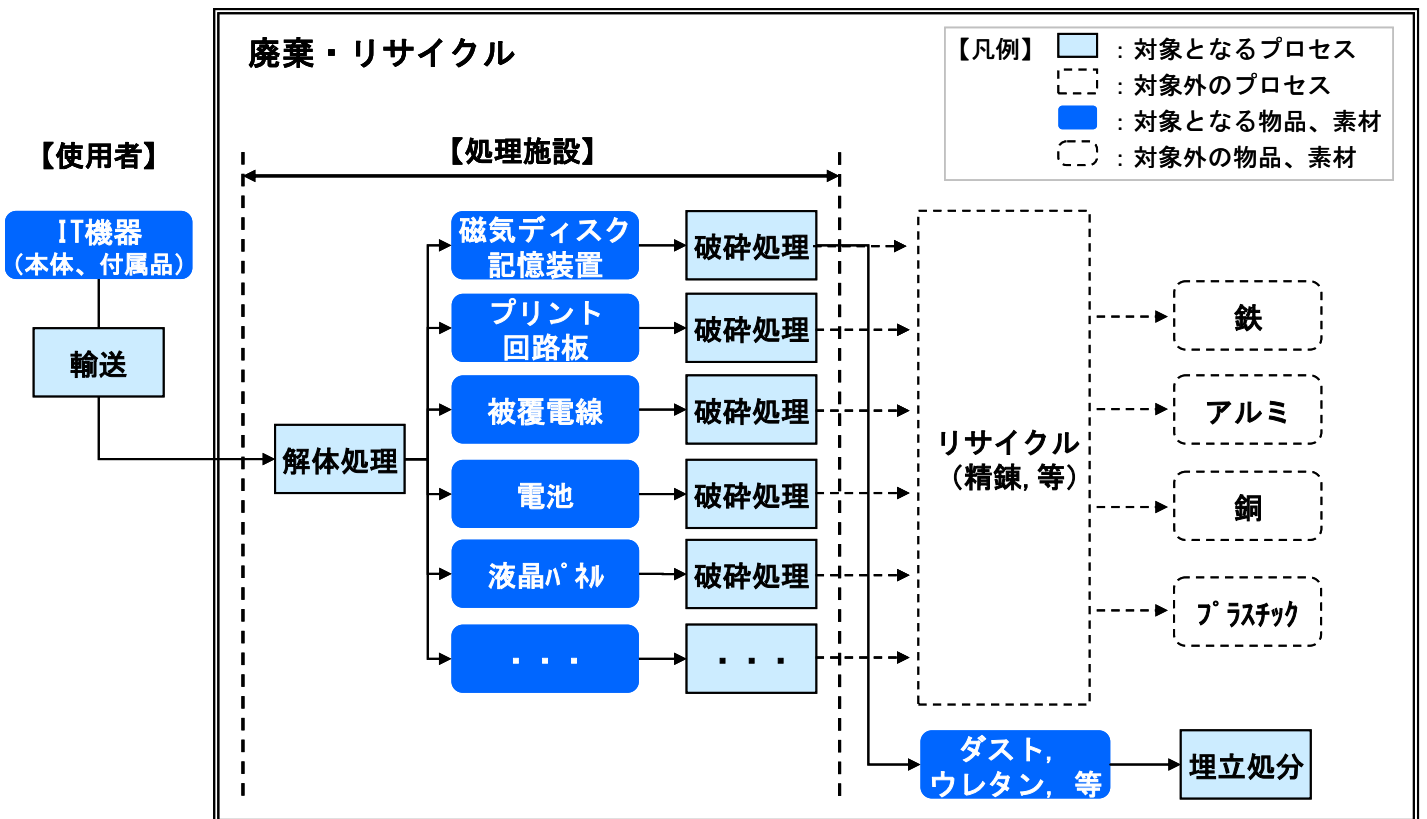 廃棄・リサイクル
【凡例】
：対象となるプロセス
：対象外のプロセス
：対象となる物品、素材
：対象外の物品、素材
【使用者】
【処理施設】
IT機器
（本体、付属品）
輸送
解体処理
磁気ディスク
記憶装置
破砕処理
プリント
回路板
破砕処理
被覆電線
破砕処理
電池
破砕処理
液晶ﾊﾟﾈﾙ
破砕処理
・・・
・・・
リサイクル
（精錬,等）
鉄
アルミ
銅
ﾌﾟﾗｽﾁｯｸ
ダスト,
ウレタン, 等
埋立処分